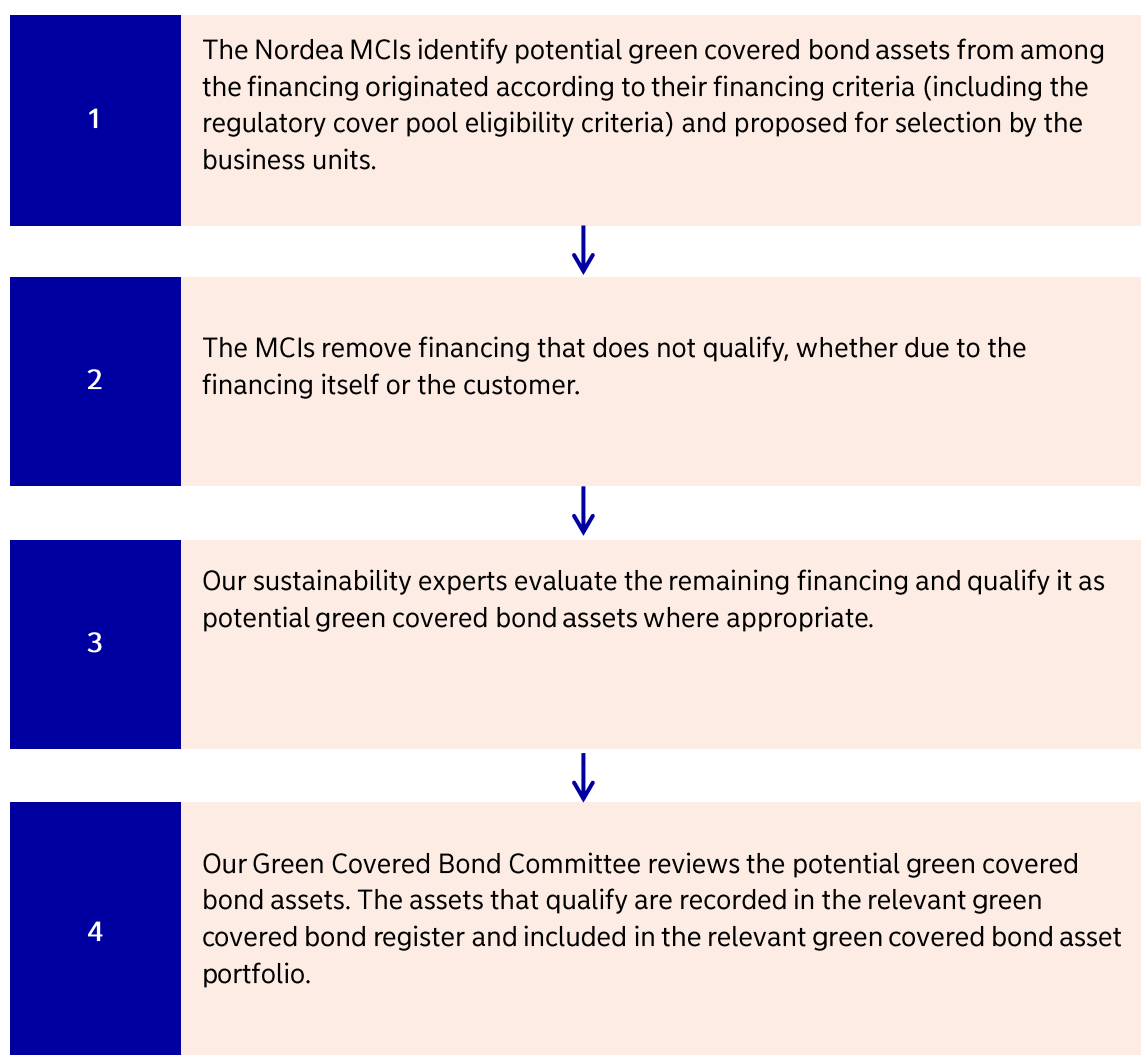 1
The Nordea MCIs identify potential green covered bond assets from among
the financing originated according to their financing criteria (including the
regulatory cover pool eligibility criteria) and proposed for selection by the
business units.
2
The MCIs remove financing that does not qualify, whether due to the
financing itself or the customer.
3
Our sustainability experts evaluate the remaining financing and qualify it as
potential green covered bond assets where appropriate.
4
Our Green Covered Bond Committee reviews the potential green covered
bond assets. The assets that qualify are recorded in the relevant green
covered bond register and included in the relevant green covered bond asset
portfolio.